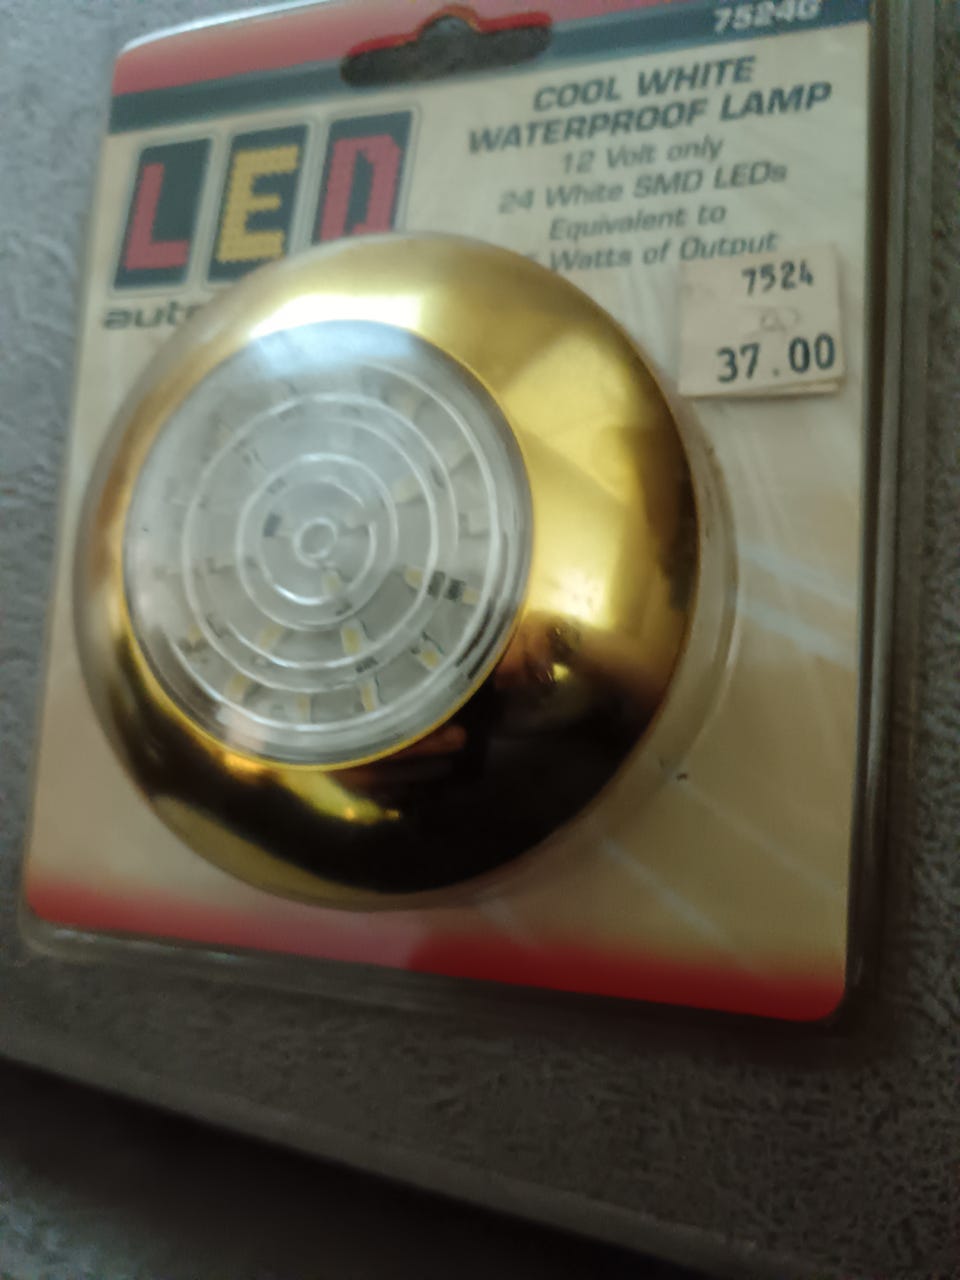 7524G
LED
COOL WHITE
WATERPROOF LAMP
12 Volt only
24 White SMD LEDs
Equivalent to
Watts of Output
auto
7524
37.00